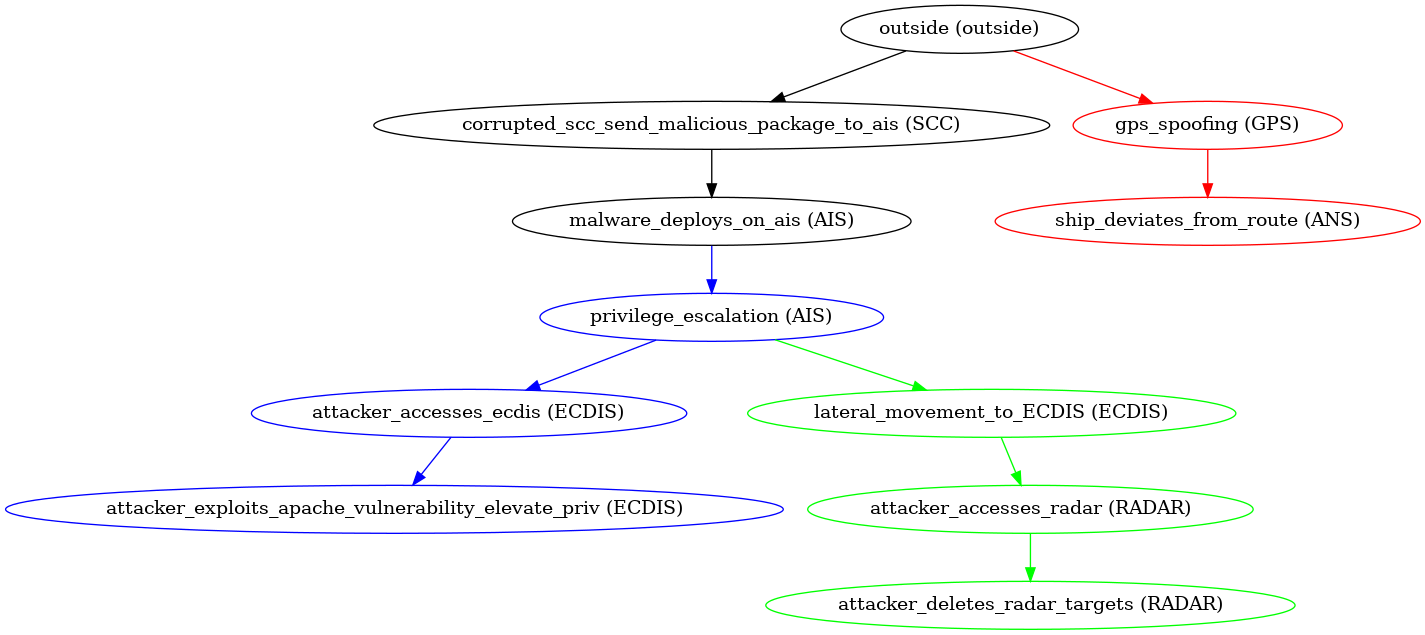 outside (outside)
corrupted_scc_send_malicious_package_to_ais (SCC)
gps_spoofing (GPS)
malware_deploys_on_ais (AIS)
ship_deviates_from_route (ANS)
privilege_escalation (AIS)
attacker_accesses_ecdis (ECDIS)
lateral_movement_to_ECDIS (ECDIS)
attacker_exploits_apache_vulnerability_elevate_priv (ECDIS)
attacker_accesses_radar (RADAR)
attacker_deletes_radar_targets (RADAR)